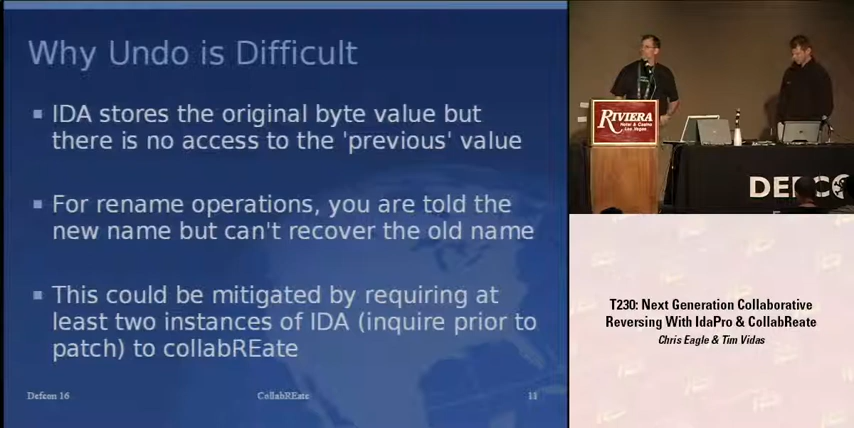 Why Undo is Difficult
IDA stores the original byte value but
there is no access to the 'previous' value
For rename operations, you are told the
new name but can't recover the old name
This could be mitigated by requiring at
least two instances of IDA (inquire prior to
patch) to collabREate
Defcon 16
CollabREate
11
RIVIERA
Hotel & Casino
Las Vegas
DEFC
T230: Next Generation Collaborative
Reversing With IdaPro & CollabReate
Chris Eagle & Tim Vidas